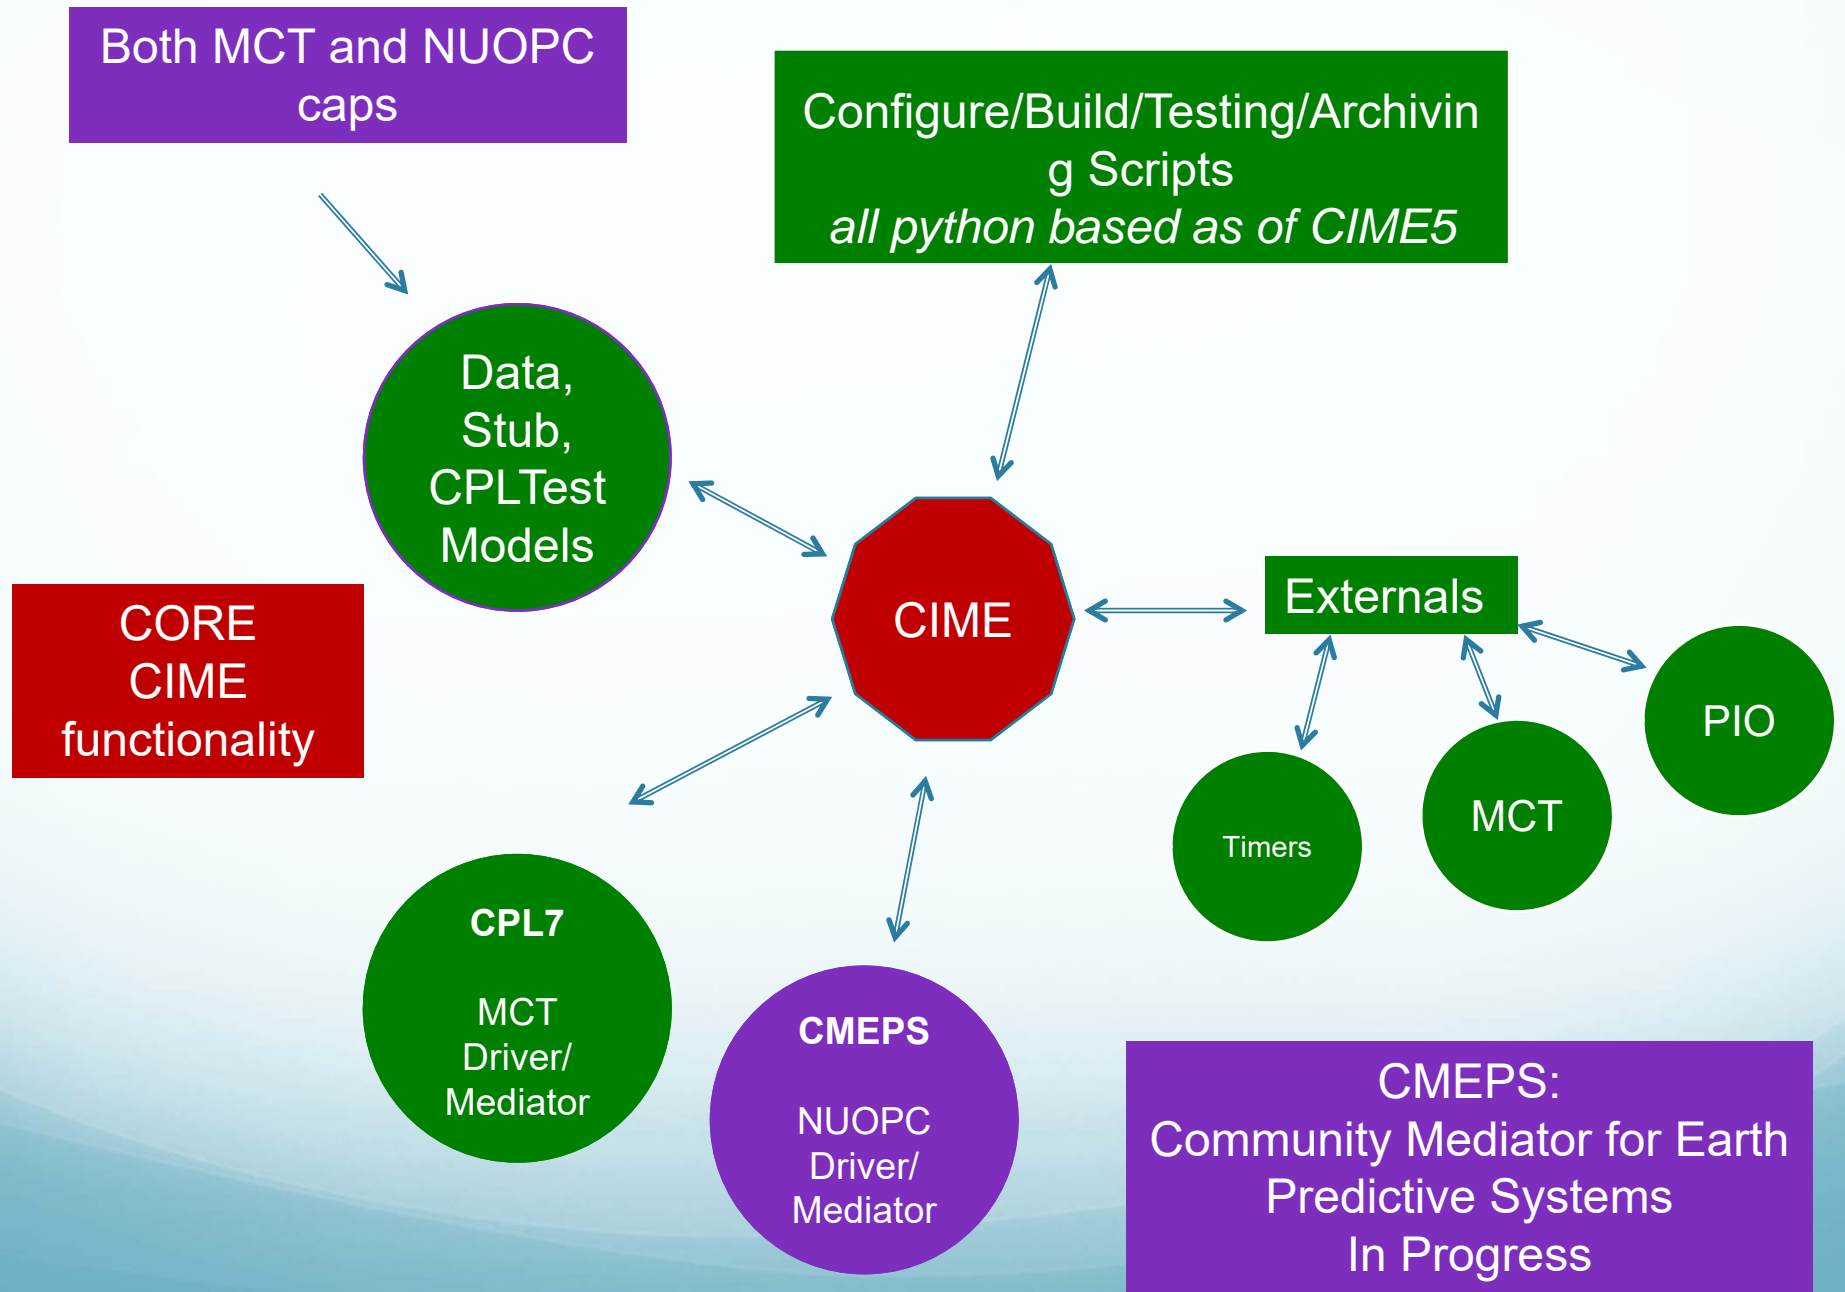 Both MCT and NUOPC
caps
Configure/Build/Testing/Archivin
g Scripts
all python based as of CIME5
Data,
Stub,
CPLTest
Models
CORE
CIME
functionality
CIME
Externals
PIO
MCT
Timers
CPL7
MCT
Driver/
Mediator
CMEPS
NUOPC
Driver/
Mediator
CMEPS:
Community Mediator for Earth
Predictive Systems
In Progress